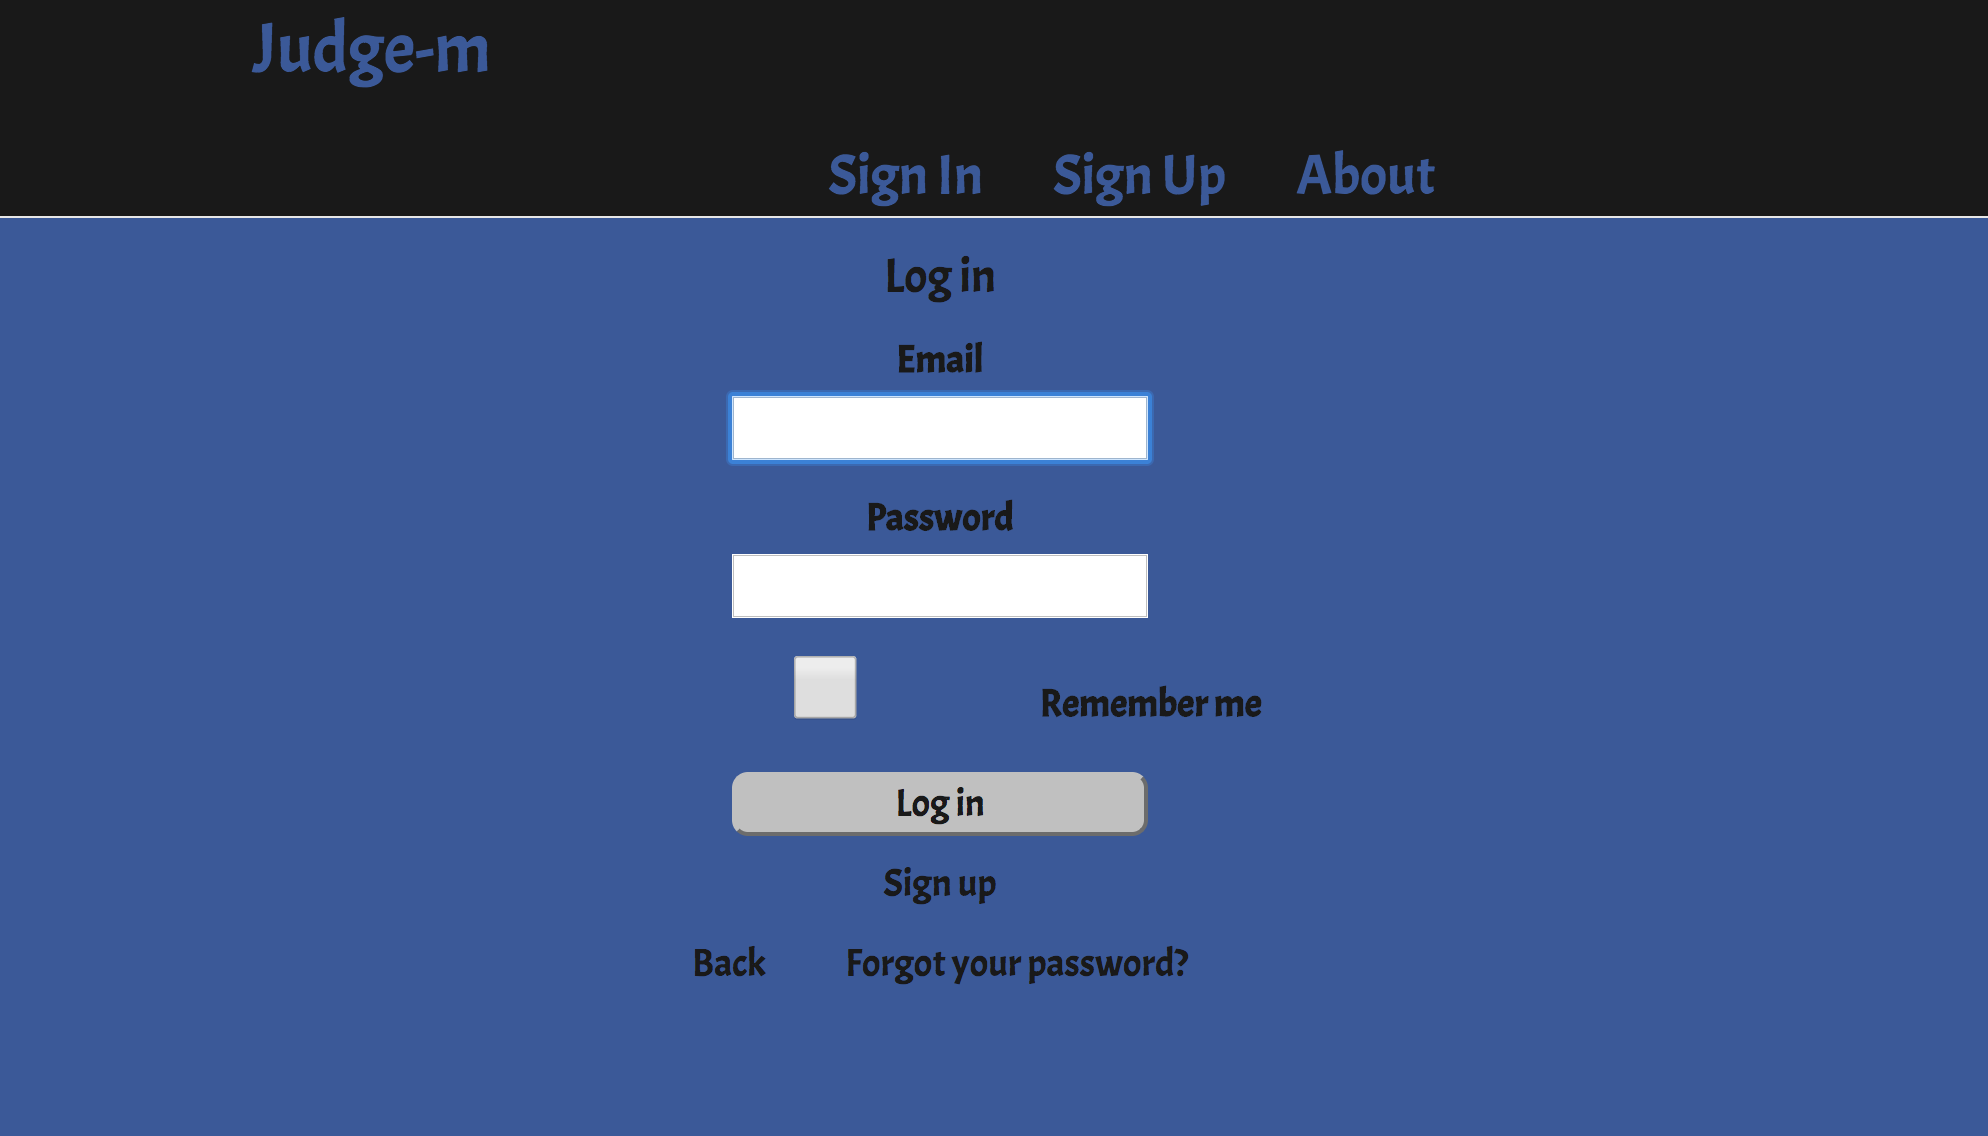 Judge-m
Sign In Sign Up About
Log in
Email
Password
Remember me
Log in
Sign up
Back Forgot your password?